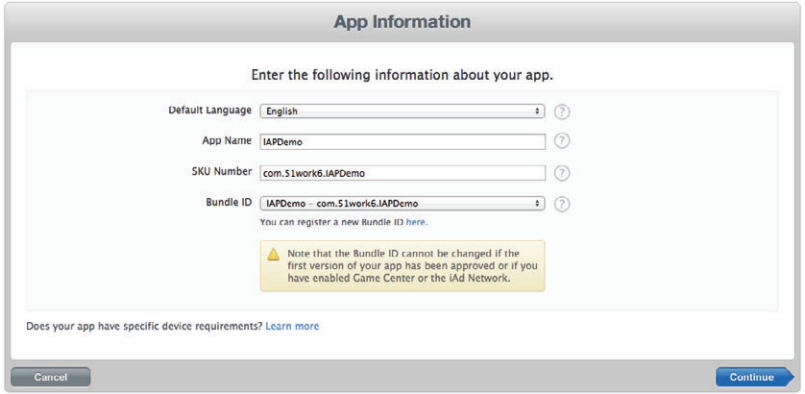 App Information
Enter the following information about your app.
Default Language English ?
App Name IAPDemo ?
SKU Number com.51work6.IAPDemo ?
Bundle ID IAPDemo - com.51work6.IAPDemo ?
You can register a new Bundle ID here.
Note that the Bundle ID cannot be changed if the
first version of your app has been approved or if you
have enabled Game Center or the iAd Network.
Does your app have specific device requirements? Learn more
Cancel Continue